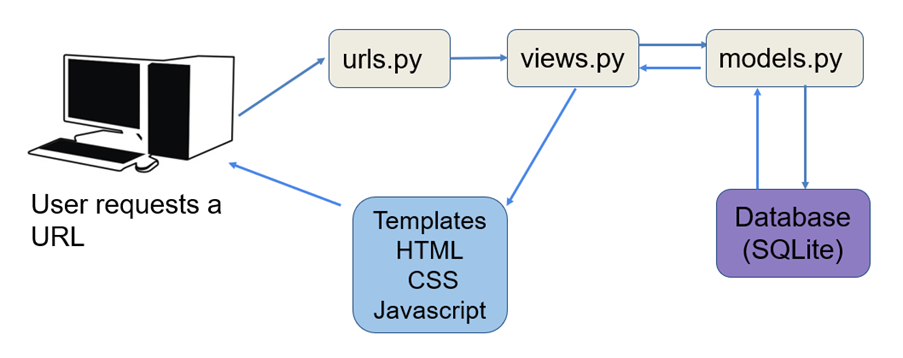 urls.py
views.py
models.py
User requests a
URL
Templates
HTML
CSS
Javascript
Database
(SQLite)